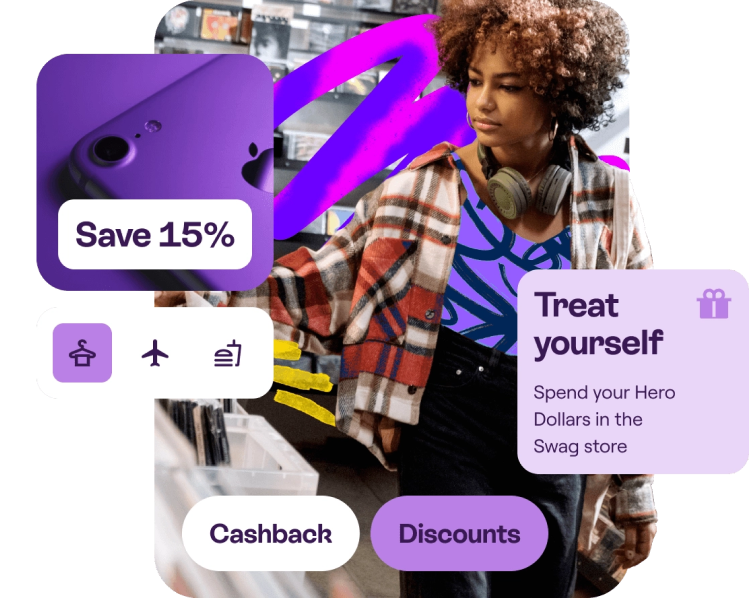 Save 15%
Treat
yourself
Spend your Hero
Dollars in the
Swag store
Cashback
Discounts